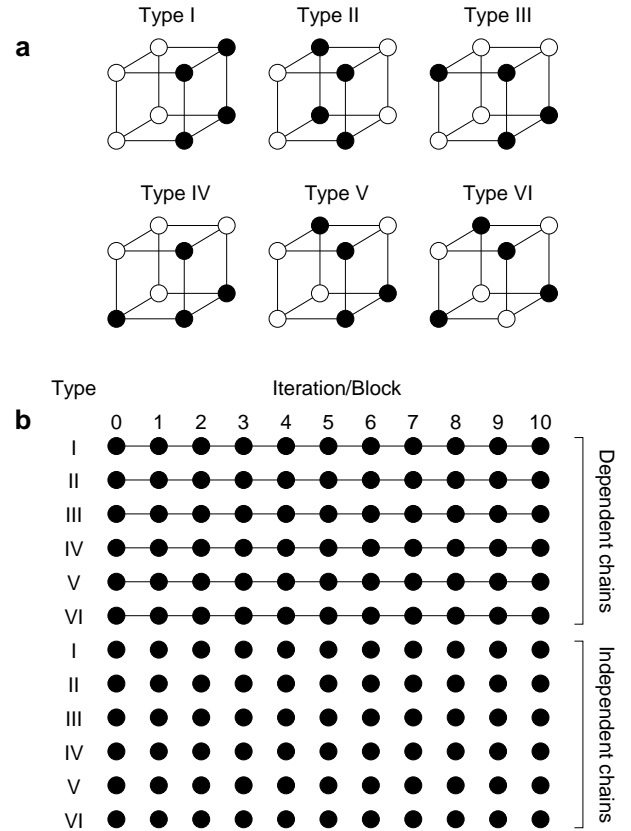 Type I Type II Type III
a
Type IV Type V Type VI
Type Iteration/Block
b
0 1 2 3 4 5 6 7 8 9 10
I
II
III
IV
V
VI
Dependent chains
I
II
III
IV
V
VI
Independent chains